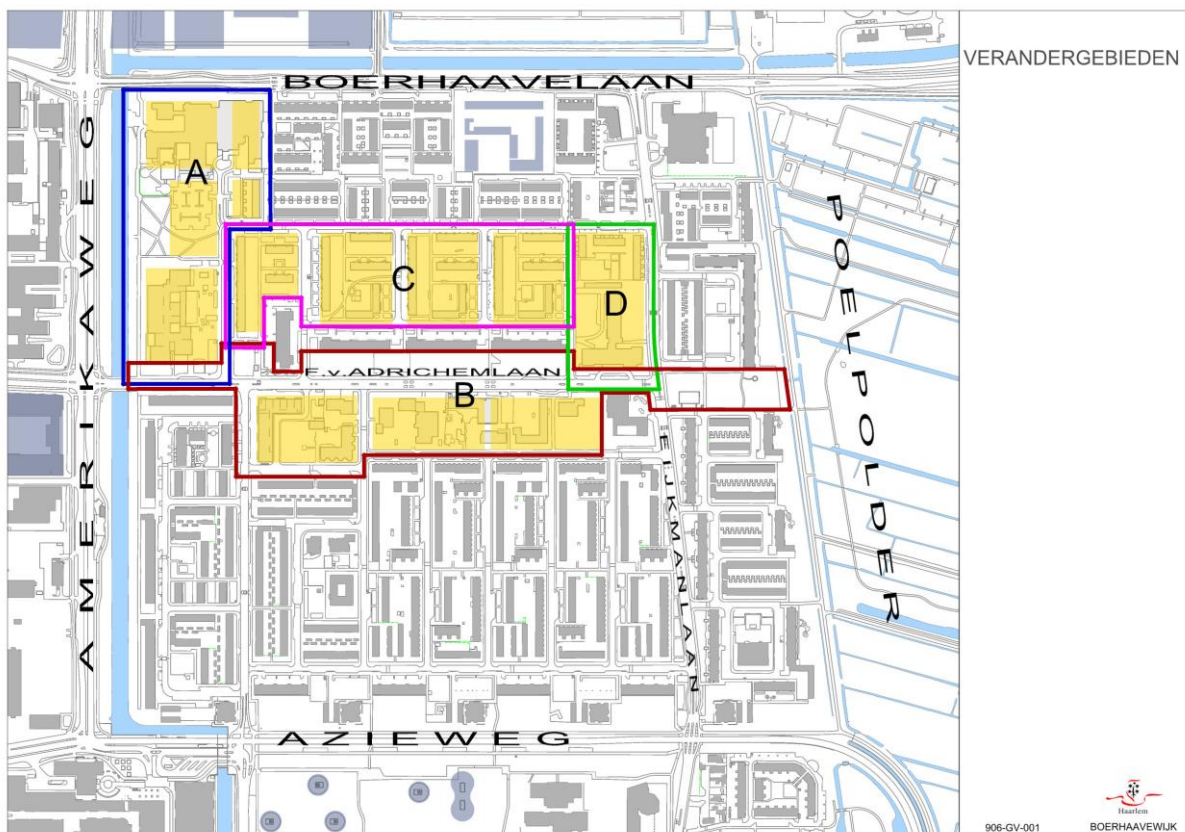 VERANDERGEBIEDEN
BOERHAAVELAAN
AMERIKAWEG
A
C
D
POELPOLDER
F.v.ADRICHEMLAAN
B
EIJKMANLAAN
AZIEWEG
Haarlem
906-GV-001
BOERHAAVEWIJK